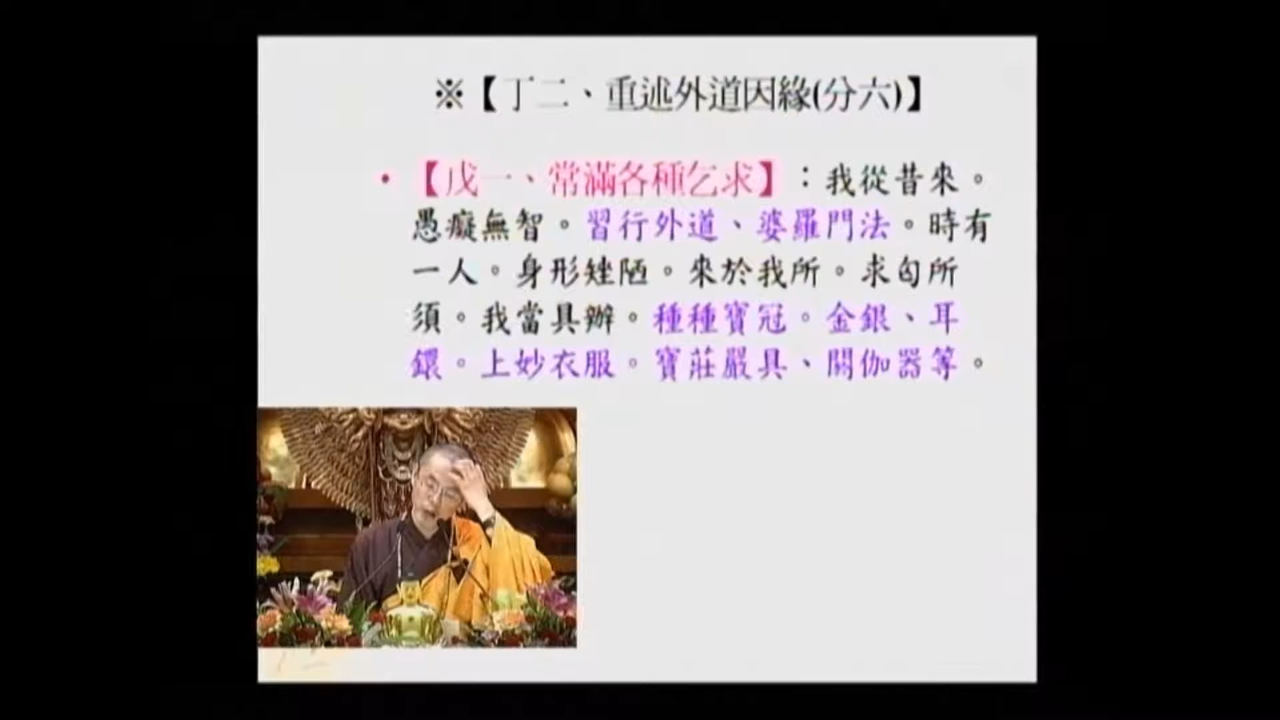 ※【丁二、重述外道因緣(分六)】
•【戊一、常滿各種乞求】：我從昔來。
愚癡無智。習行外道、婆羅門法。時有
一人。身形矬陋。來於我所。求匃所
須。我當具辦。種種寶冠。金銀、耳
鐶。上妙衣服。寶莊嚴具、閼伽器等。